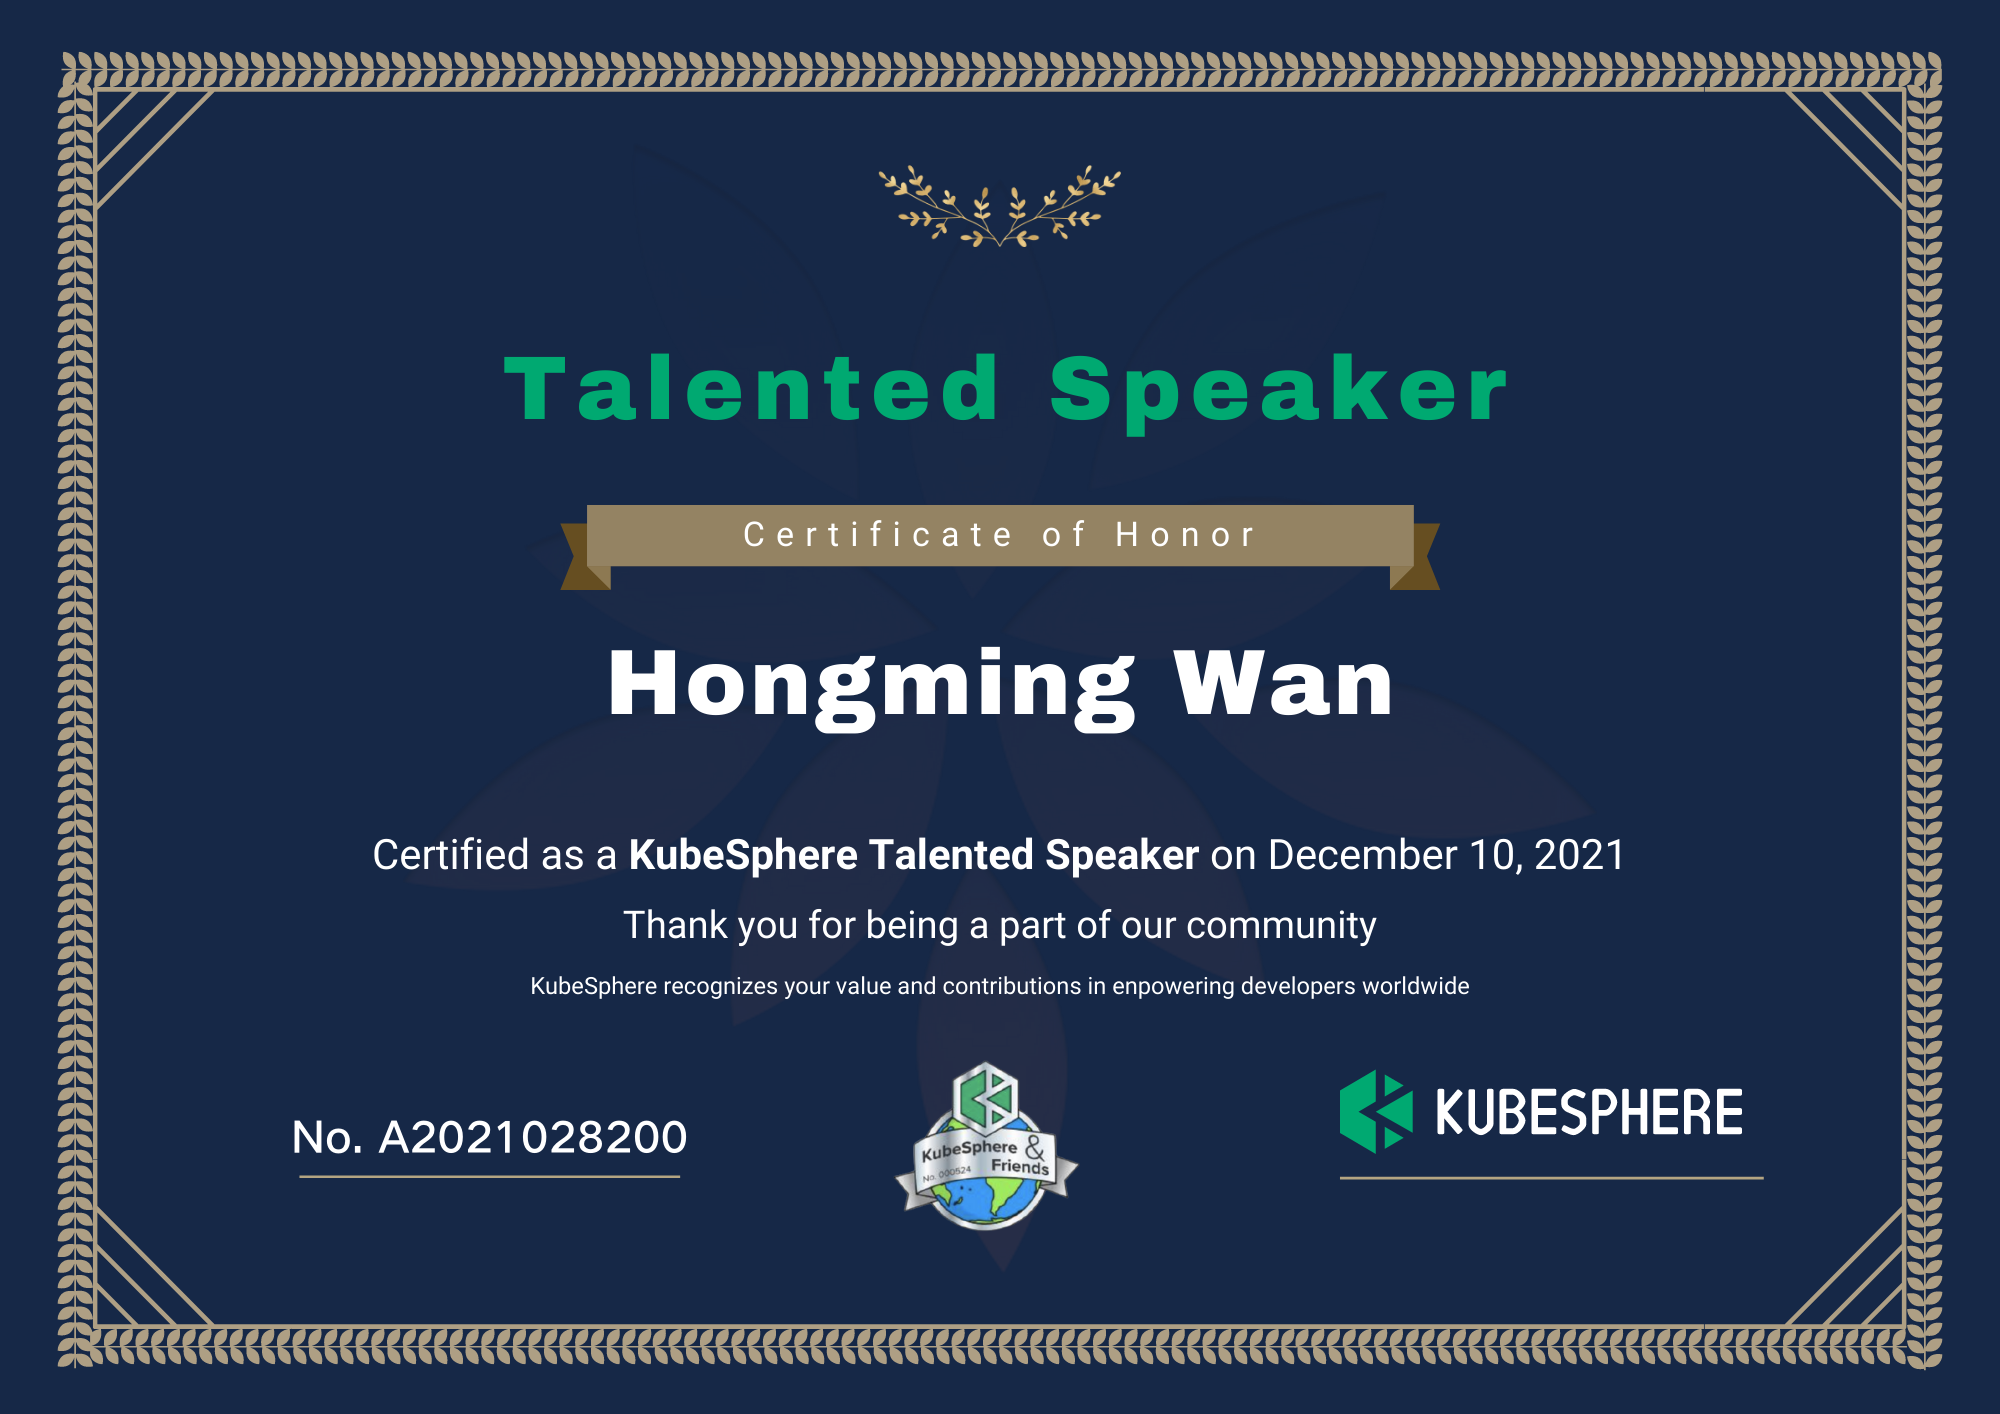 Talented Speaker
Certificate of Honor
Hongming Wan
Certified as a KubeSphere Talented Speaker on December 10, 2021
Thank you for being a part of our community
KubeSphere recognizes your value and contributions in enpowering developers worldwide
No. A2021028200
KubeSphere &
Friends
No. 000524
KUBESPHERE